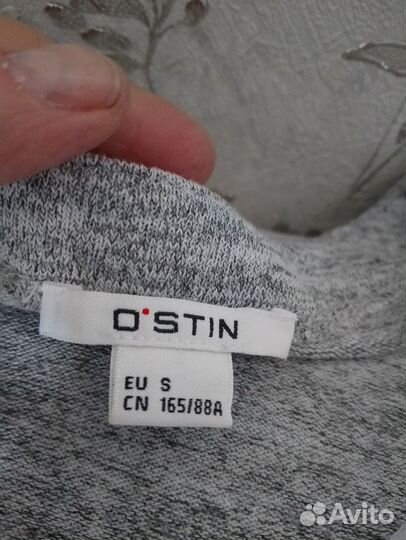 O'STIN
EU S
CN 165/88A
Avito